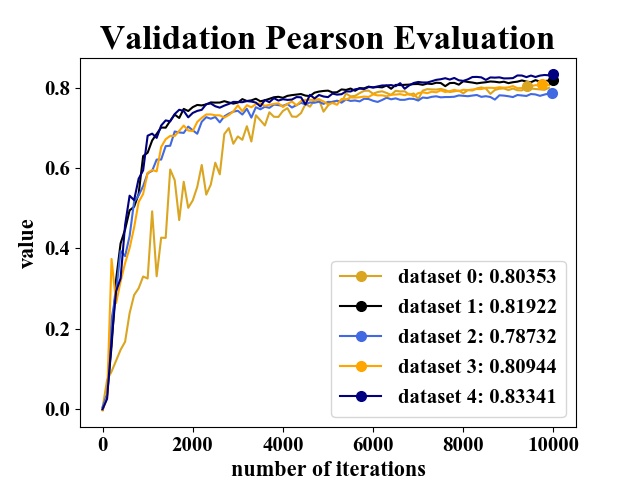 Validation Pearson Evaluation
value
0.8
0.6
0.4
0.2
0.0
dataset 0: 0.80353
dataset 1: 0.81922
dataset 2: 0.78732
dataset 3: 0.80944
dataset 4: 0.83341
0 2000 4000 6000 8000 10000
number of iterations